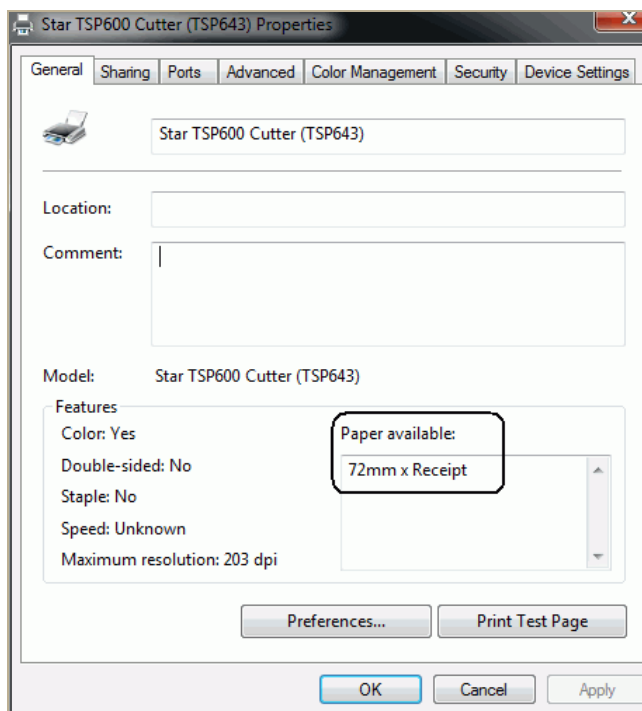 Star TSP600 Cutter (TSP643) Properties
General Sharing Ports Advanced Color Management Security Device Settings
Star TSP600 Cutter (TSP643)
Location:
Comment:
Model: Star TSP600 Cutter (TSP643)
Features
Color: Yes
Double-sided: No
Staple: No
Speed: Unknown
Maximum resolution: 203 dpi
Paper available:
72mm x Receipt
Preferences... Print Test Page
OK Cancel Apply